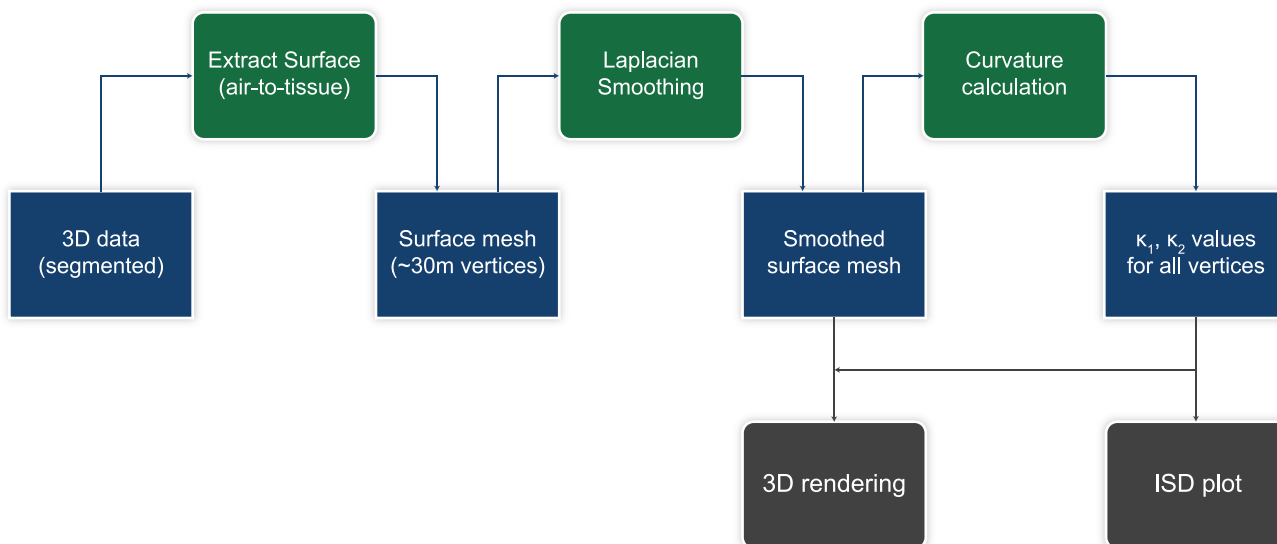 Extract Surface
(air-to-tissue)
Laplacian
Smoothing
Curvature
calculation
3D data
(segmented)
Surface mesh
(~30m vertices)
Smoothed
surface mesh
κ₁, κ₂ values
for all vertices
3D rendering
ISD plot